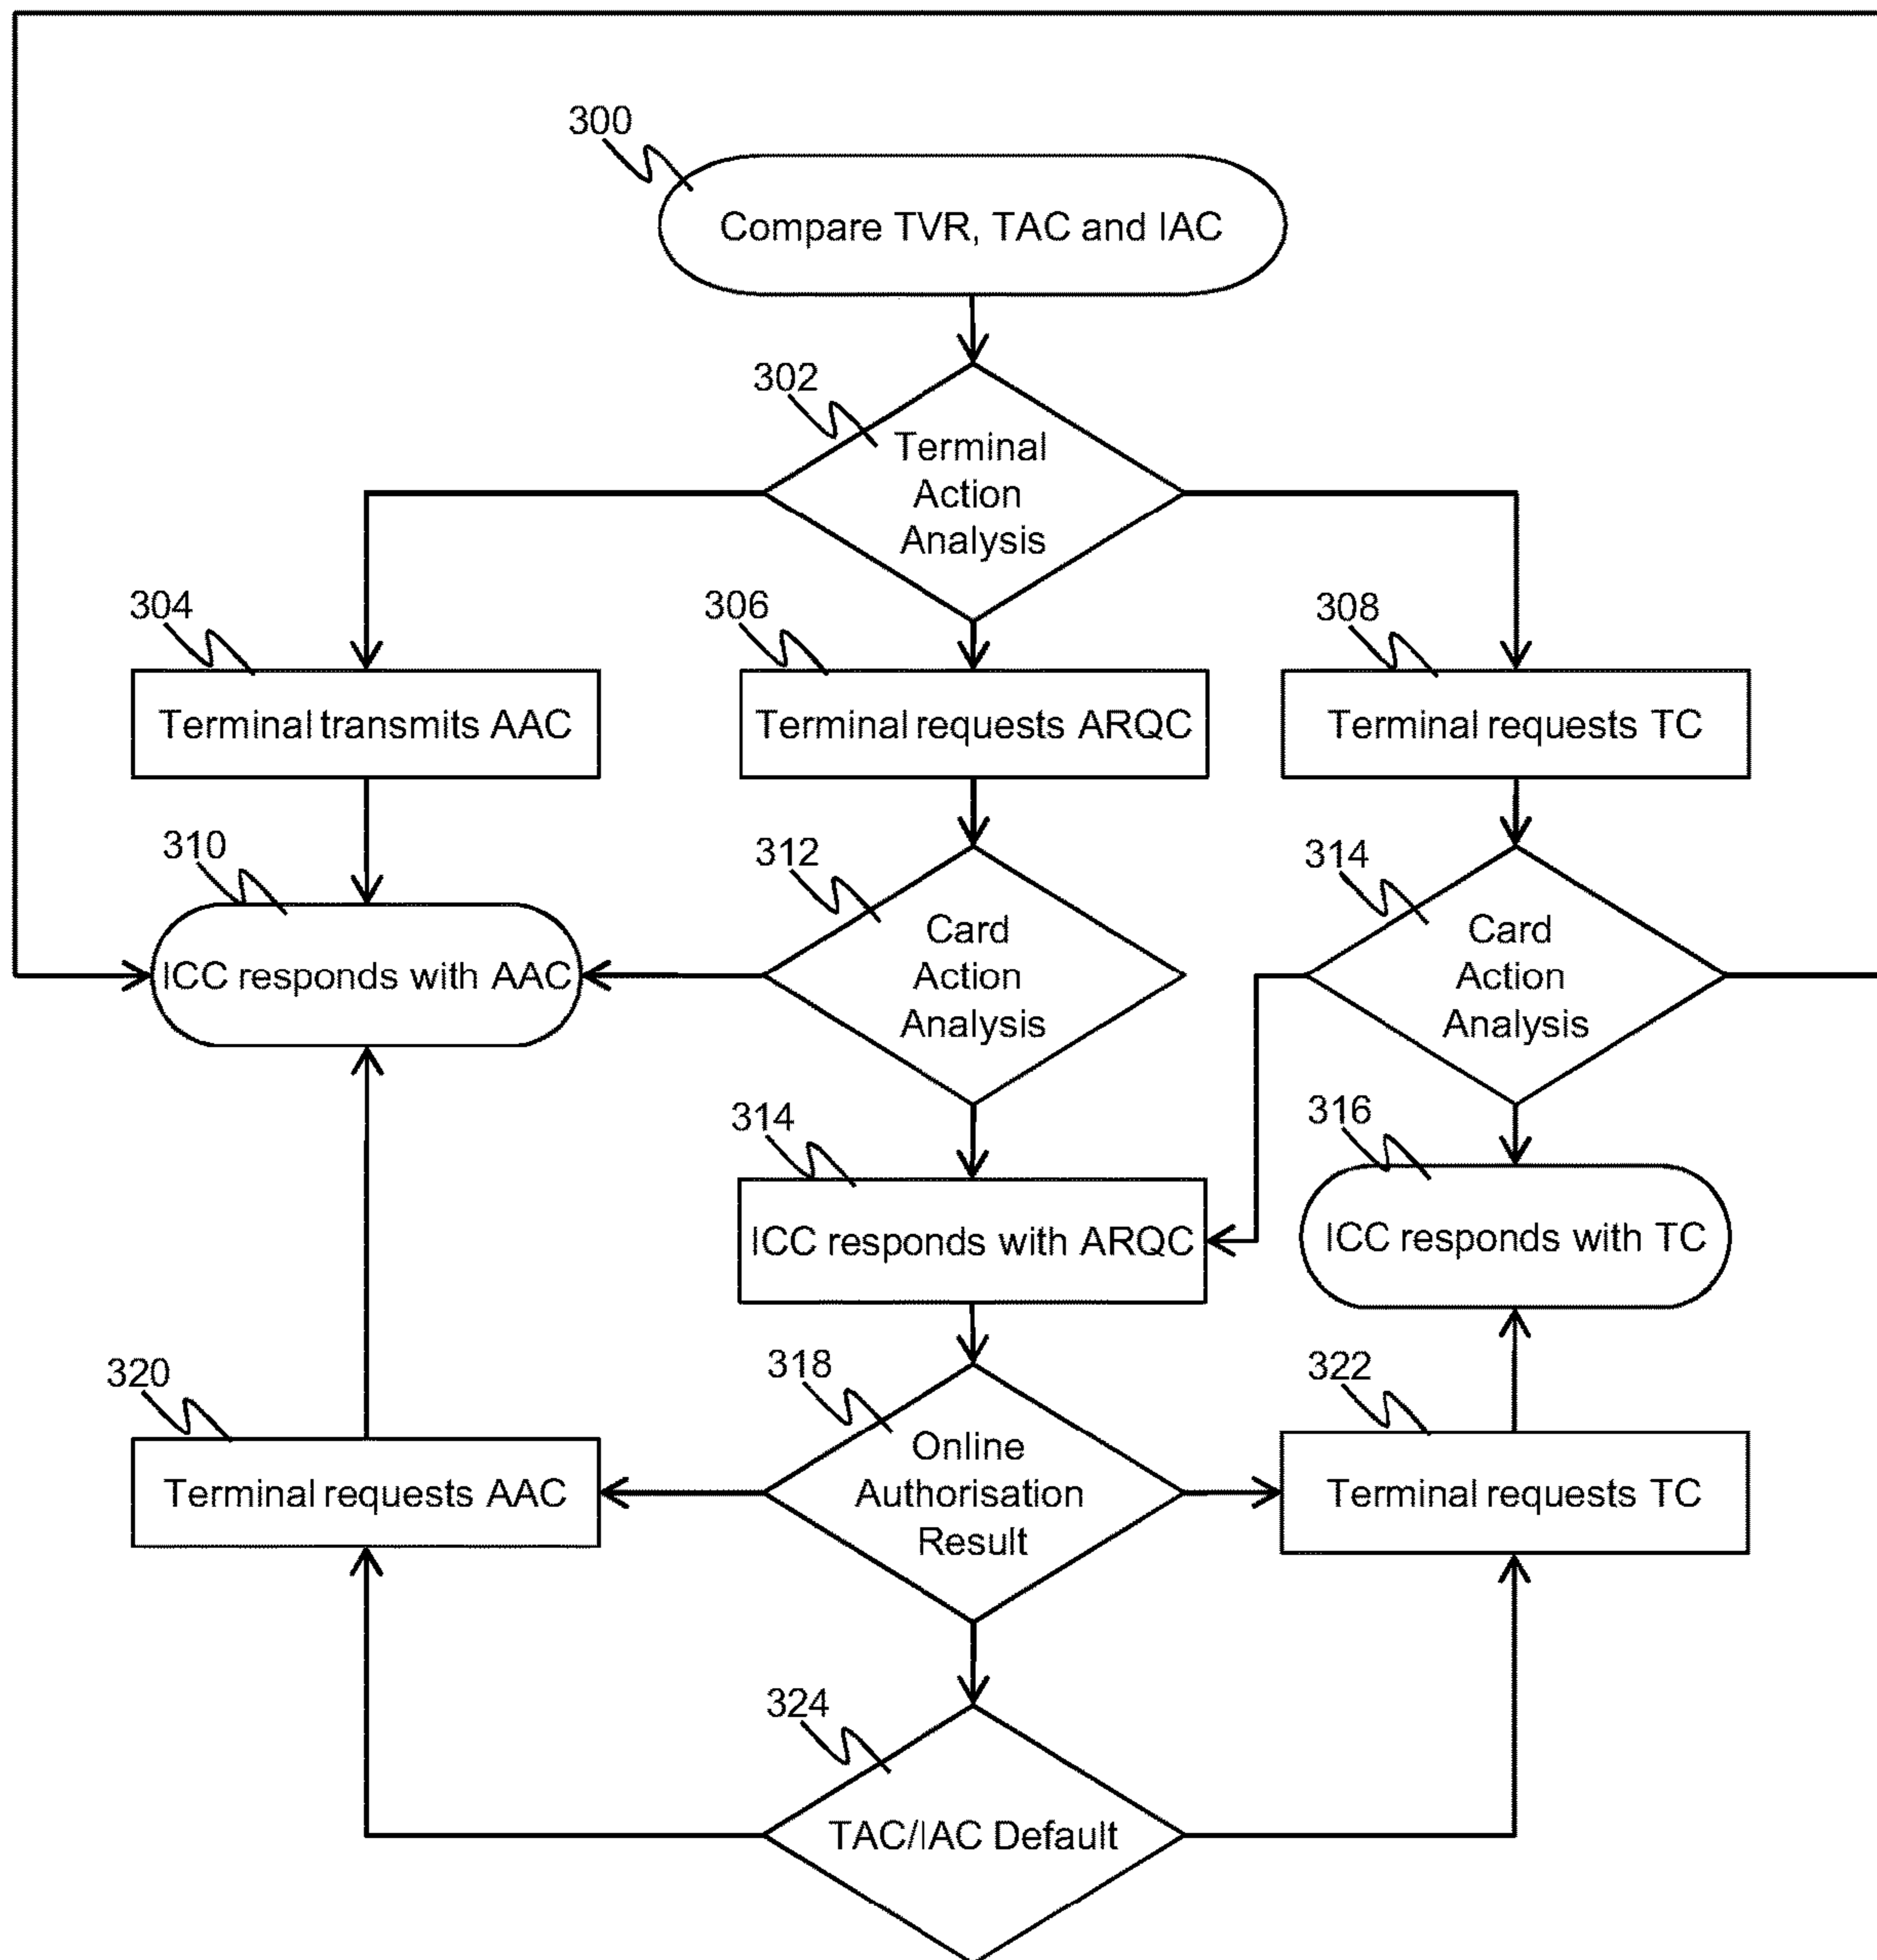 300
Compare TVR, TAC and IAC
302
Terminal
Action
Analysis
304
306
308
Terminal transmits AAC
Terminal requests ARQC
Terminal requests TC
310
312
314
ICC responds with AAC
Card
Action
Analysis
Card
Action
Analysis
314
316
ICC responds with ARQC
ICC responds with TC
320
318
322
Terminal requests AAC
Online
Authorisation
Result
Terminal requests TC
324
TAC/IAC Default